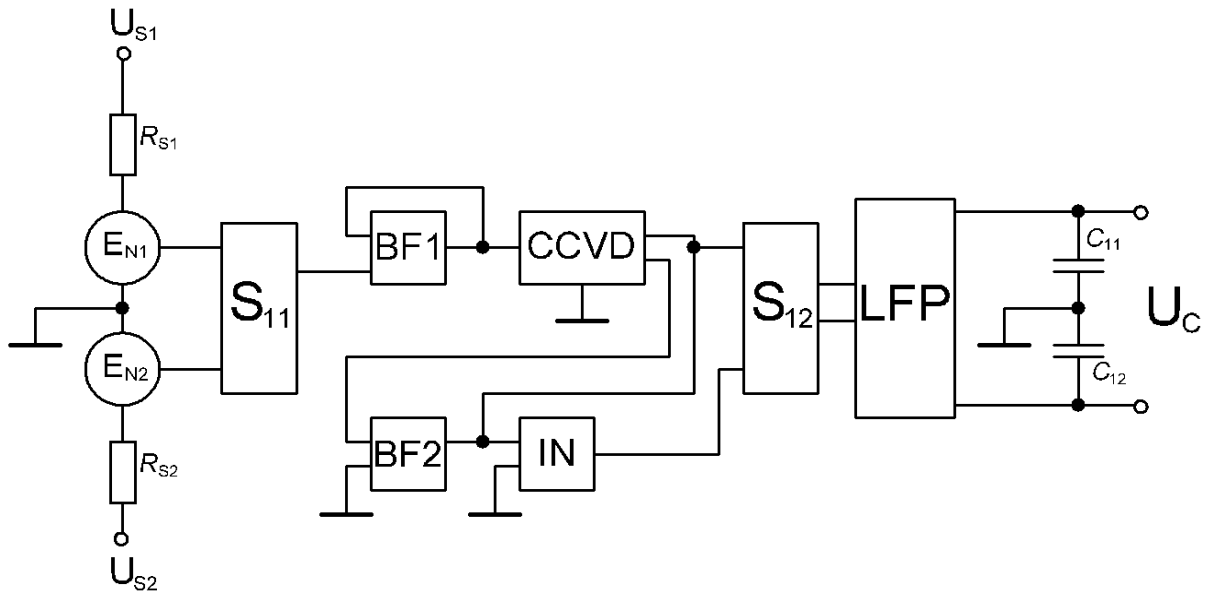 US1
RS1
EN1
S11
BF1
CCVD
S12
LFP
C11
UC
EN2
C12
RS2
BF2
IN
US2